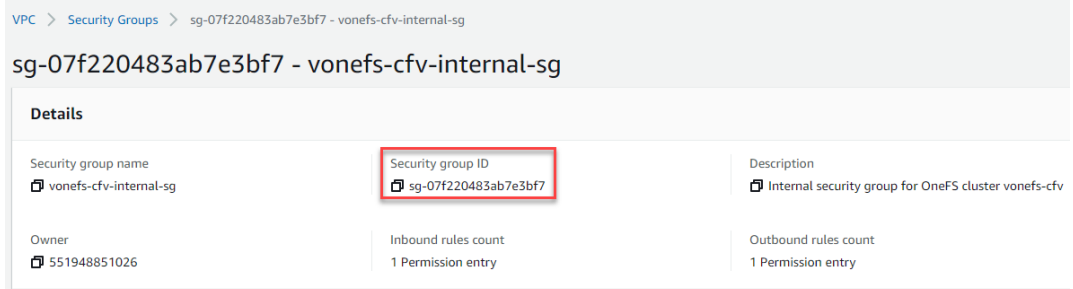 VPC > Security Groups > sg-07f220483ab7e3bf7 - vonefs-cfv-internal-sg
sg-07f220483ab7e3bf7 - vonefs-cfv-internal-sg
Details
Security group name
vonefs-cfv-internal-sg
Security group ID
sg-07f220483ab7e3bf7
Description
Internal security group for OneFS cluster vonefs-cfv
Owner
551948851026
Inbound rules count
1 Permission entry
Outbound rules count
1 Permission entry